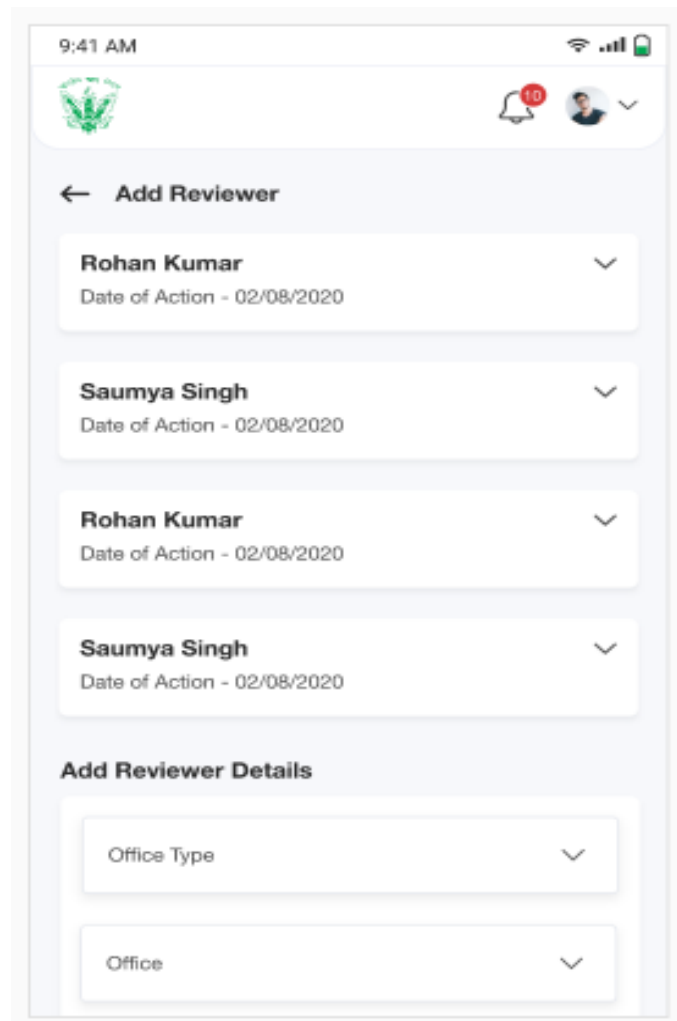 9:41 AM
10
← Add Reviewer
Rohan Kumar
Date of Action - 02/08/2020
Saumya Singh
Date of Action - 02/08/2020
Rohan Kumar
Date of Action - 02/08/2020
Saumya Singh
Date of Action - 02/08/2020
Add Reviewer Details
Office Type
Office